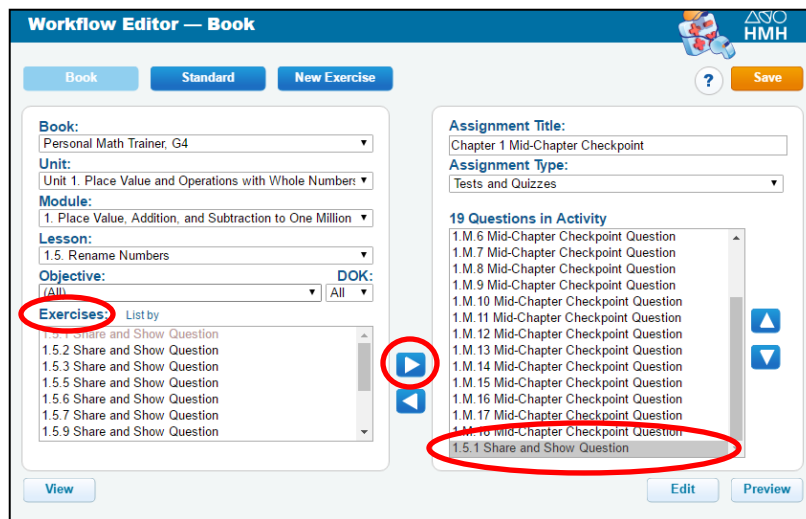 Workflow Editor — Book
HMH
Book
Standard
New Exercise
?
Save
Book:
Personal Math Trainer, G4
Unit:
Unit 1. Place Value and Operations with Whole Numbers
Module:
1. Place Value, Addition, and Subtraction to One Million
Lesson:
1.5. Rename Numbers
Objective: DOK:
(All) All
Exercises: List by
1.5.1 Share and Show Question
1.5.2 Share and Show Question
1.5.3 Share and Show Question
1.5.5 Share and Show Question
1.5.6 Share and Show Question
1.5.7 Share and Show Question
1.5.9 Share and Show Question
View
Assignment Title:
Chapter 1 Mid-Chapter Checkpoint
Assignment Type:
Tests and Quizzes
19 Questions in Activity
1.M.6 Mid-Chapter Checkpoint Question
1.M.7 Mid-Chapter Checkpoint Question
1.M.8 Mid-Chapter Checkpoint Question
1.M.9 Mid-Chapter Checkpoint Question
1.M.10 Mid-Chapter Checkpoint Question
1.M.11 Mid-Chapter Checkpoint Question
1.M.12 Mid-Chapter Checkpoint Question
1.M.13 Mid-Chapter Checkpoint Question
1.M.14 Mid-Chapter Checkpoint Question
1.M.15 Mid-Chapter Checkpoint Question
1.M.16 Mid-Chapter Checkpoint Question
1.M.17 Mid-Chapter Checkpoint Question
1.M.18 Mid-Chapter Checkpoint Question
1.5.1 Share and Show Question
Edit
Preview